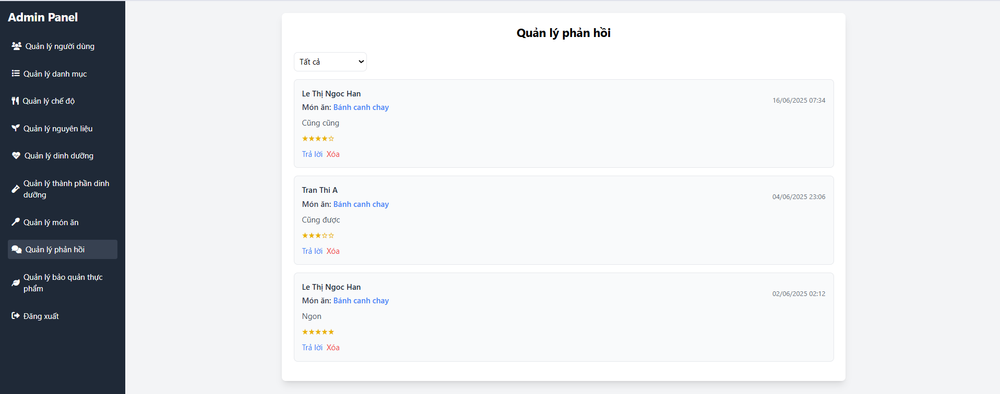 Admin Panel
Quản lý người dùng
Quản lý danh mục
Quản lý chế độ
Quản lý nguyên liệu
Quản lý dinh dưỡng
Quản lý thành phần dinh
dưỡng
Quản lý món ăn
Quản lý phản hồi
Quản lý bảo quản thực
phẩm
Đăng xuất
Quản lý phản hồi
Tất cả
Le Thị Ngoc Han
16/06/2025 07:34
Món ăn: Bánh canh chay
Cũng cũng
★★★★☆
Trả lời Xóa
Tran Thi A
04/06/2025 23:06
Món ăn: Bánh canh chay
Cũng được
★★★☆☆
Trả lời Xóa
Le Thị Ngoc Han
02/06/2025 02:12
Món ăn: Bánh canh chay
Ngon
★★★★★
Trả lời Xóa